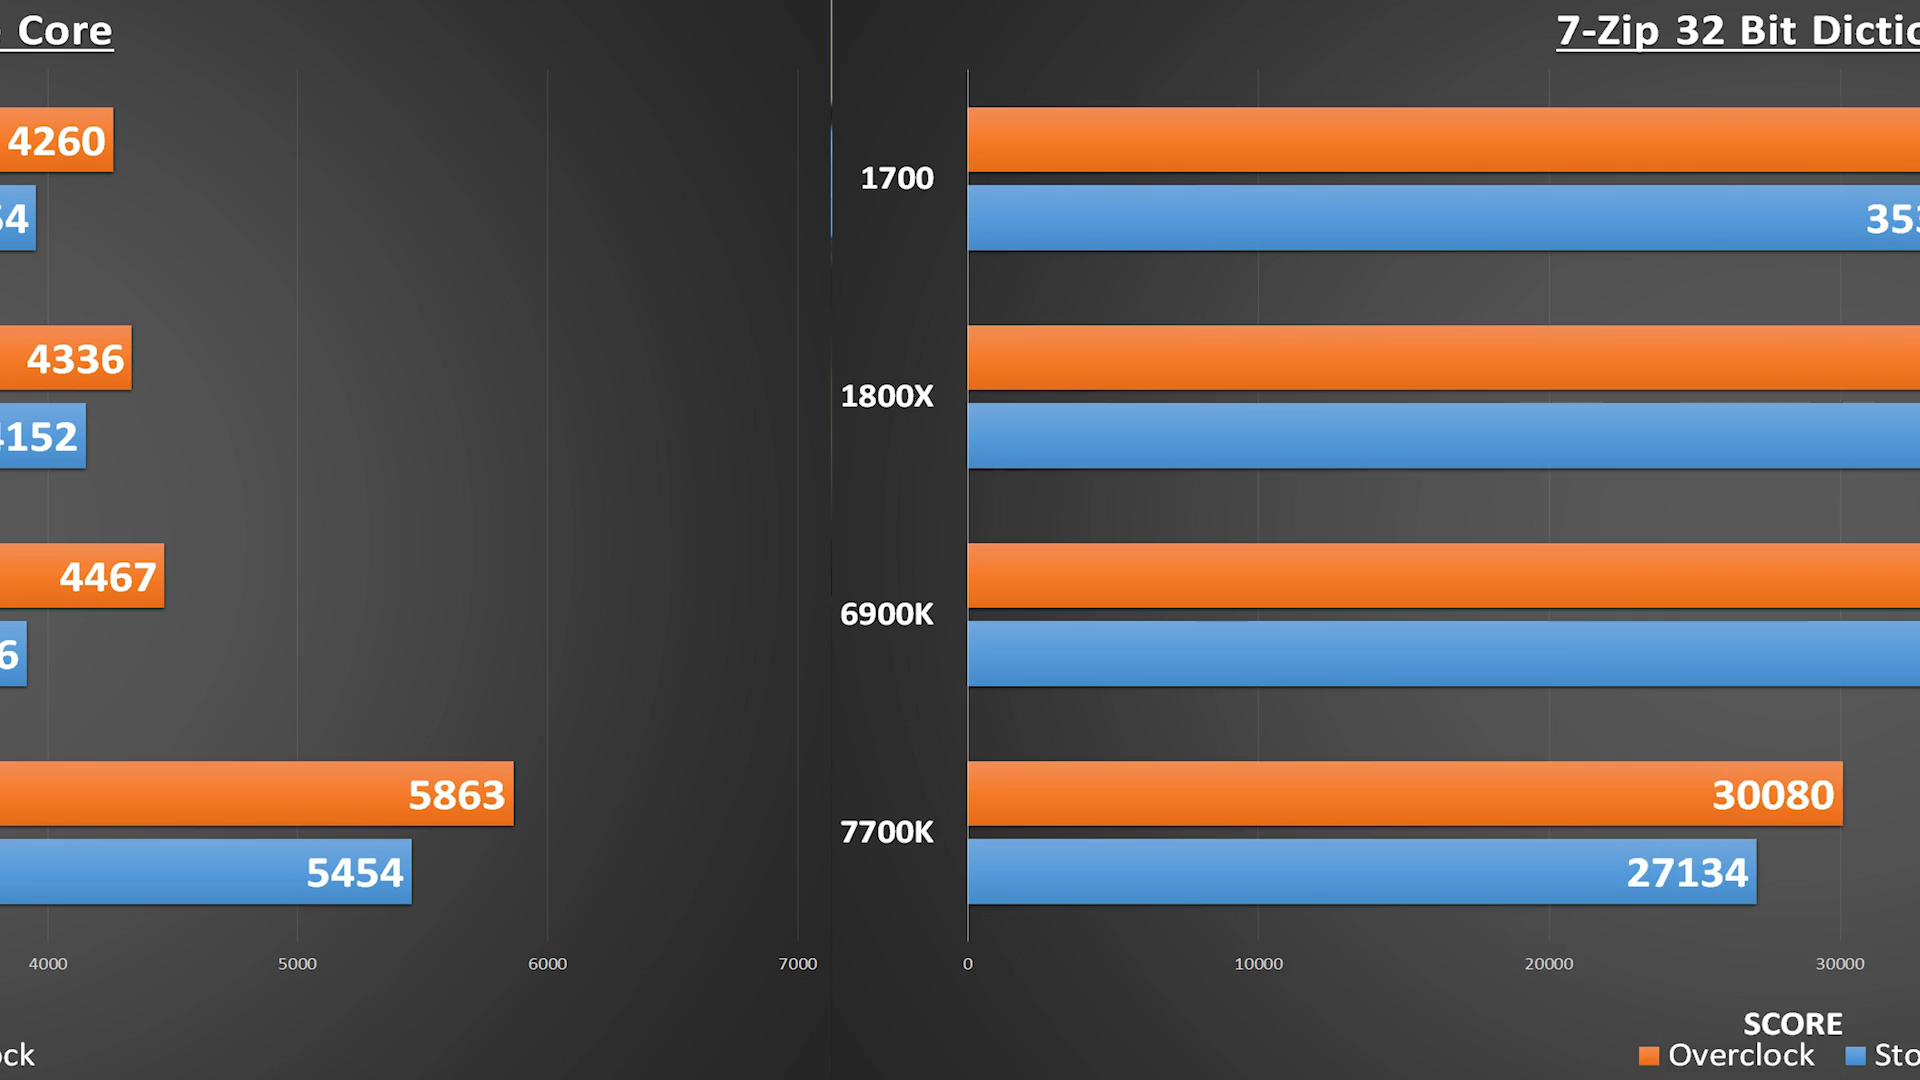 Core
4260
4336
4152
4467
5863
5454
4000 5000 6000 7000
7-Zip 32 Bit
1700
1800X
6900K
7700K
30080
27134
0 10000 20000 30000
SCORE
Overclock